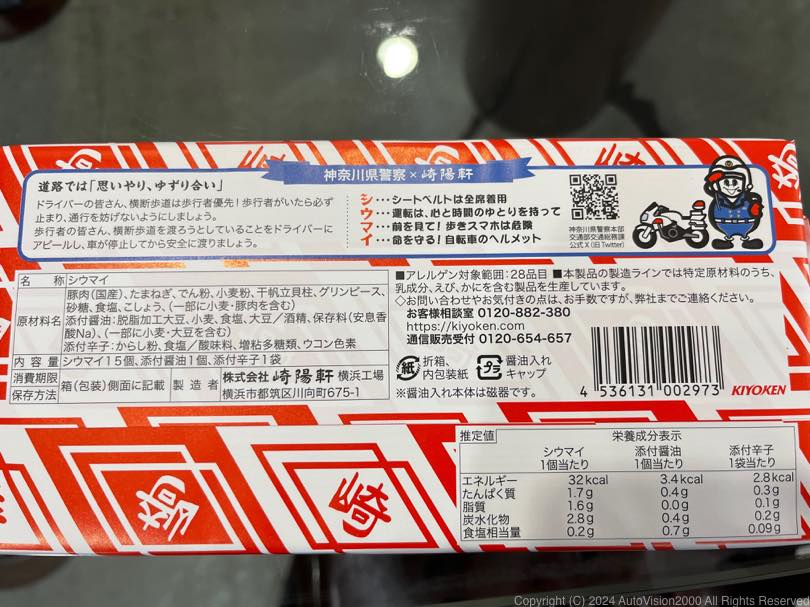 神奈川県警察×崎陽軒
道路では「思いやり、ゆずり合い」
ドライバーの皆さん、横断歩道は歩行者優先！歩行者がいたら必ず
止まり、通行を妨げないようにしましょう。
歩行者の皆さん、横断歩道を渡ろうとしていることをドライバーに
アピールし、車が停止してから安全に渡りましょう。
シ・・・シートベルトは全席着用
ウ・・・運転は、心と時間のゆとりを持って
マ・・・前を見て！歩きスマホは危険
イ・・・命を守る！自転車のヘルメット
神奈川県警察本部
交通部交通総務課
公式X(旧Twitter)
名称 シウマイ
原材料名 豚肉(国産)、たまねぎ、でん粉、小麦粉、干帆立貝柱、グリンピース、
砂糖、食塩、こしょう、(一部に小麦・豚肉を含む)
添付醤油:脱脂加工大豆、小麦、食塩、大豆/酒精、保存料(安息香
酸Na)、(一部に小麦・大豆を含む)
添付辛子:からし粉、食塩/酸味料、増粘多糖類、ウコン色素
内容量 シウマイ15個、添付醤油1個、添付辛子1袋
消費期限
保存方法
箱(包装)側面に記載
製造者 株式会社 崎陽軒 横浜工場
横浜市都筑区川向町675-1
■アレルゲン対象範囲:28品目 ■本製品の製造ラインでは特定原材料のうち、
乳成分、えび、かにを含む製品を生産しています。
◇お問い合わせやお気付きの点は、お手数ですが、弊社までご連絡ください。
お客様相談室 0120-882-380
https://kiyoken.com
通信販売受付 0120-654-657
紙 折箱、
内包装紙
プラ 醤油入れ
キャップ
※醤油入れ本体は磁器です。
4 536131 002973
KIYOKEN
推定値 栄養成分表示
シウマイ 添付醤油 添付辛子
1個当たり 1個当たり 1袋当たり
エネルギー 32kcal 3.4kcal 2.8kcal
たんぱく質 1.7g 0.4g 0.3g
脂質 1.6g 0.0g 0.1g
炭水化物 2.8g 0.4g 0.2g
食塩相当量 0.2g 0.7g 0.09g
Copyright (C) 2024 AutoVision2000 All Rights Reserved